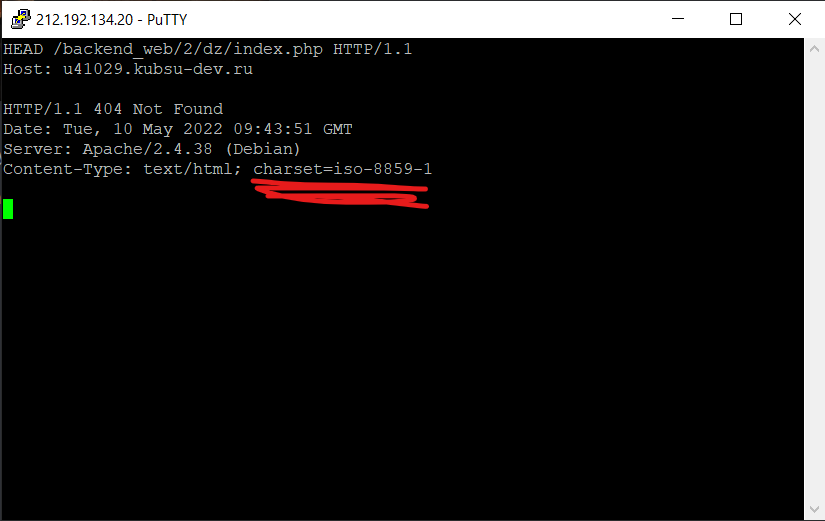 212.192.134.20 - PuTTY
HEAD /backend_web/2/dz/index.php HTTP/1.1
Host: u41029.kubsu-dev.ru
HTTP/1.1 404 Not Found
Date: Tue, 10 May 2022 09:43:51 GMT
Server: Apache/2.4.38 (Debian)
Content-Type: text/html; charset=iso-8859-1